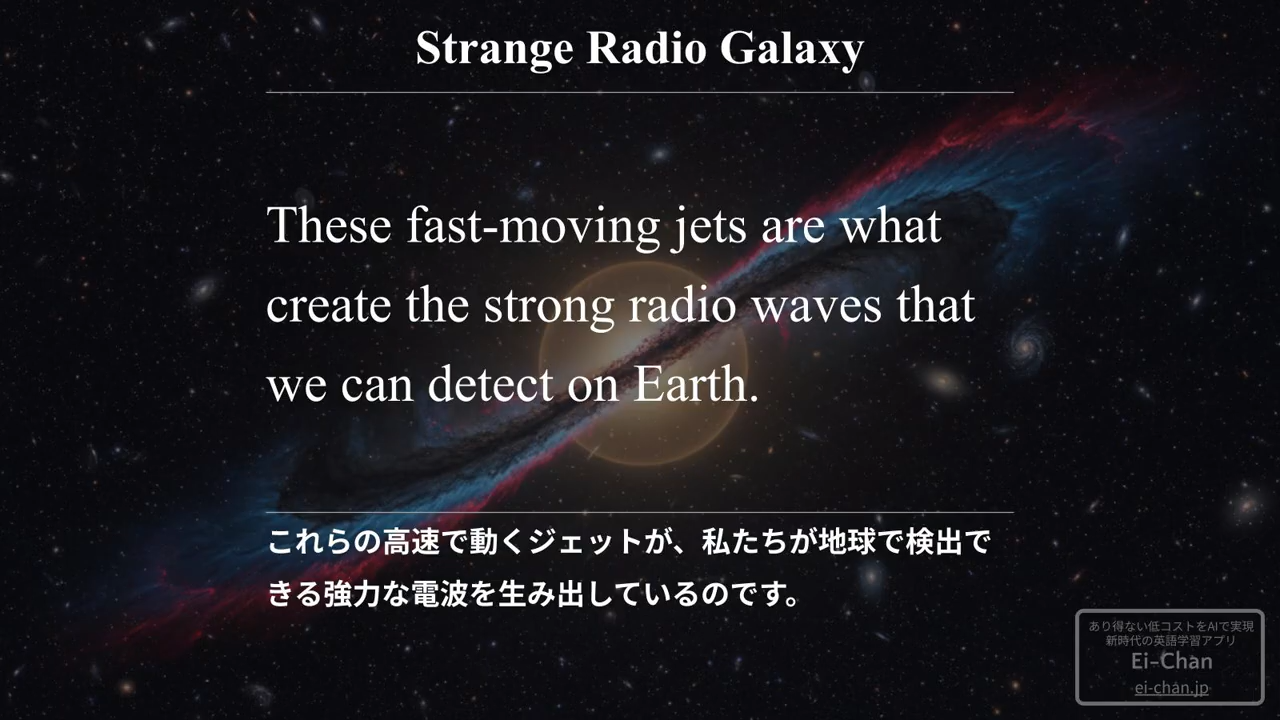 Strange Radio Galaxy
These fast-moving jets are what
create the strong radio waves that
we can detect on Earth.
これらの高速で動くジェットが、私たちが地球で検出で
きる強力な電波を生み出しているのです。
あり得ない低コストをAIで実現
新時代の英語学習アプリ
Ei-Chan
ei-chan.jp